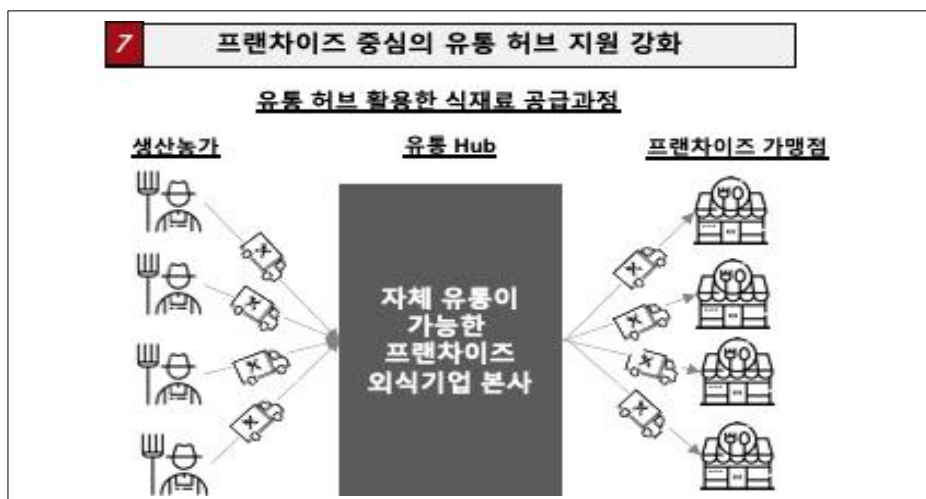 7 프랜차이즈 중심의 유통 허브 지원 강화
유통 허브 활용한 식재료 공급과정
생산농가 유통 Hub 프랜차이즈 가맹점
자체 유통이
가능한
프랜차이즈
외식기업 본사